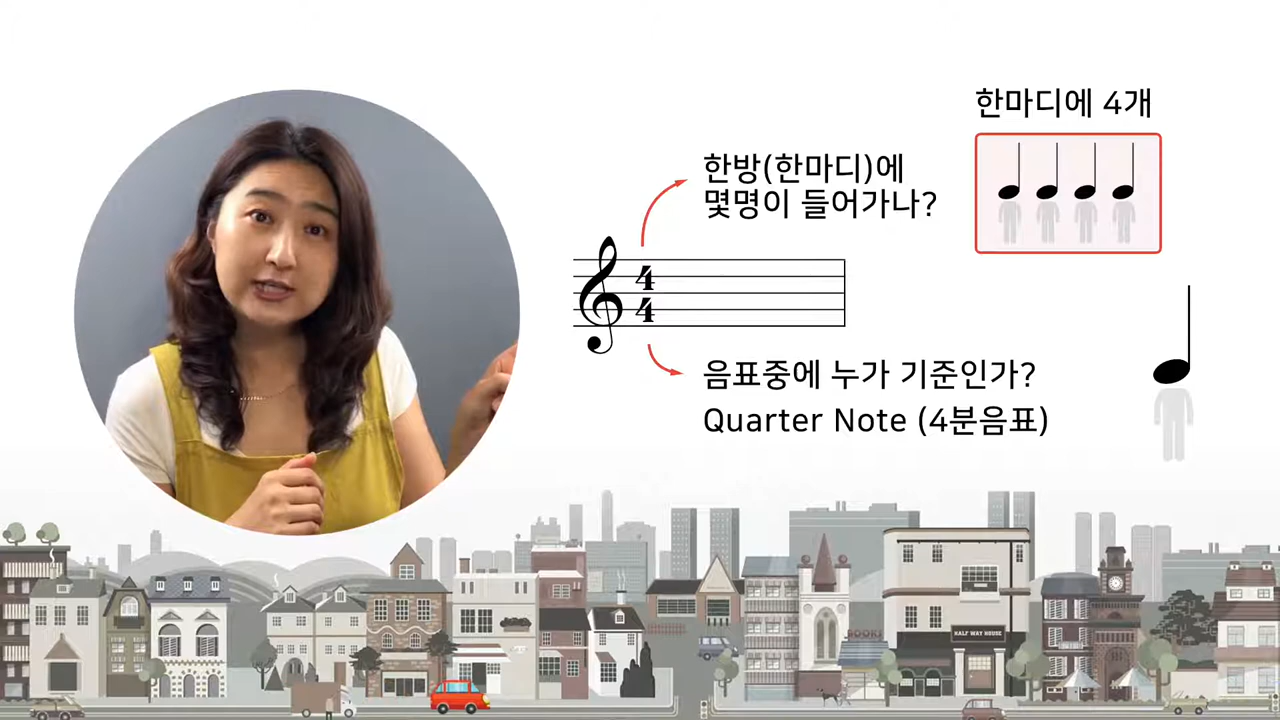 한마디에 4개
한방(한마디)에
몇명이 들어가나?
4
4
음표중에 누가 기준인가?
Quarter Note (4분음표)
HALF WAY HOUSE